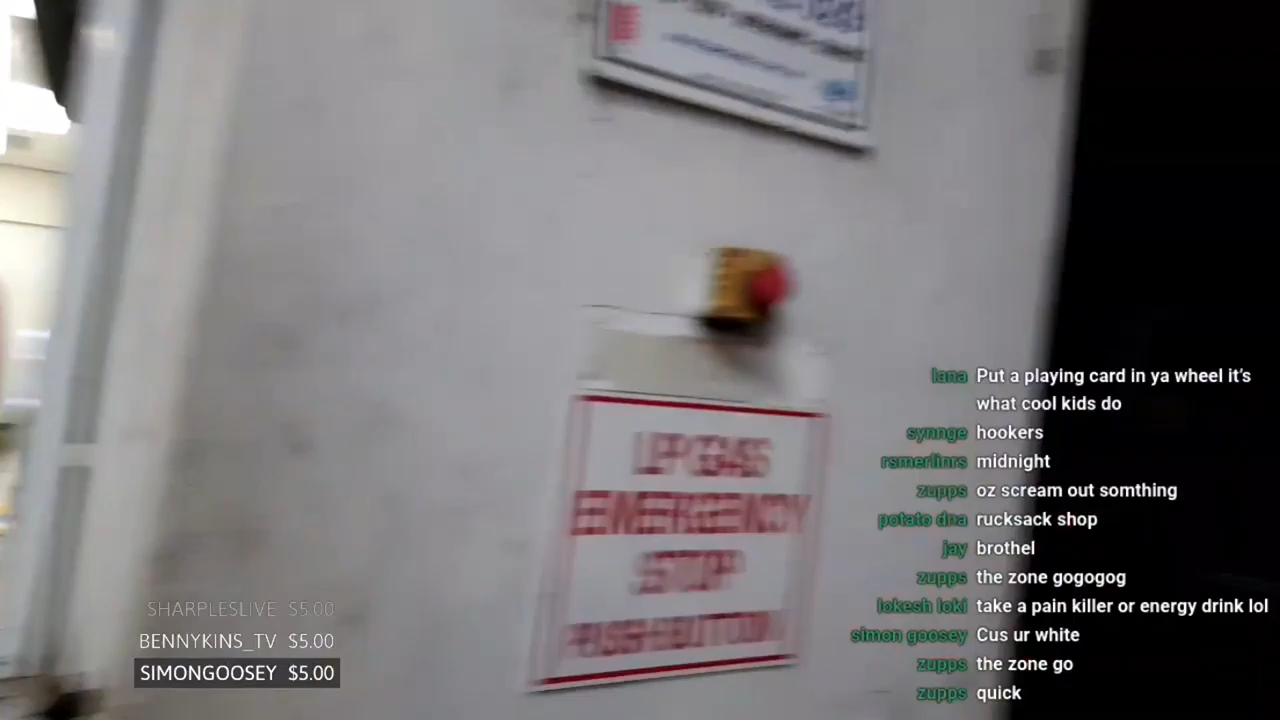 LP GAS
EMERGENCY
STOP
PUSH BUTTON
lana Put a playing card in ya wheel it's
what cool kids do
synnge hookers
rsmerlinrs midnight
zupps oz scream out somthing
potato dna rucksack shop
jay brothel
zupps the zone gogogog
lokesh loki take a pain killer or energy drink lol
simon goosey Cus ur white
zupps the zone go
zupps quick
SHARPLESLIVE $5.00
BENNYKINS_TV $5.00
SIMONGOOSEY $5.00